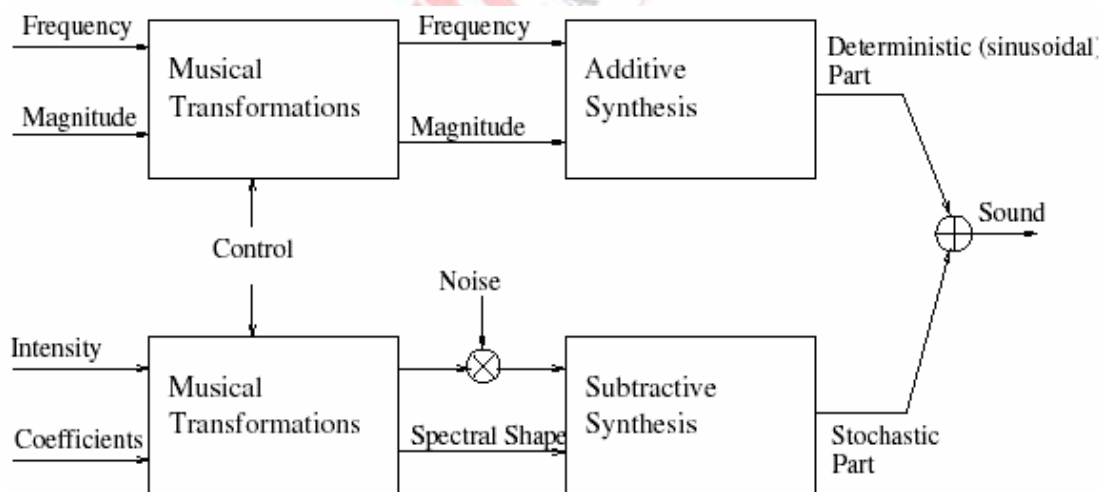 Frequency
Magnitude
Musical
Transformations
Frequency
Magnitude
Additive
Synthesis
Deterministic (sinusoidal)
Part
Sound
Control
Noise
Intensity
Coefficients
Musical
Transformations
Spectral Shape
Subtractive
Synthesis
Stochastic
Part